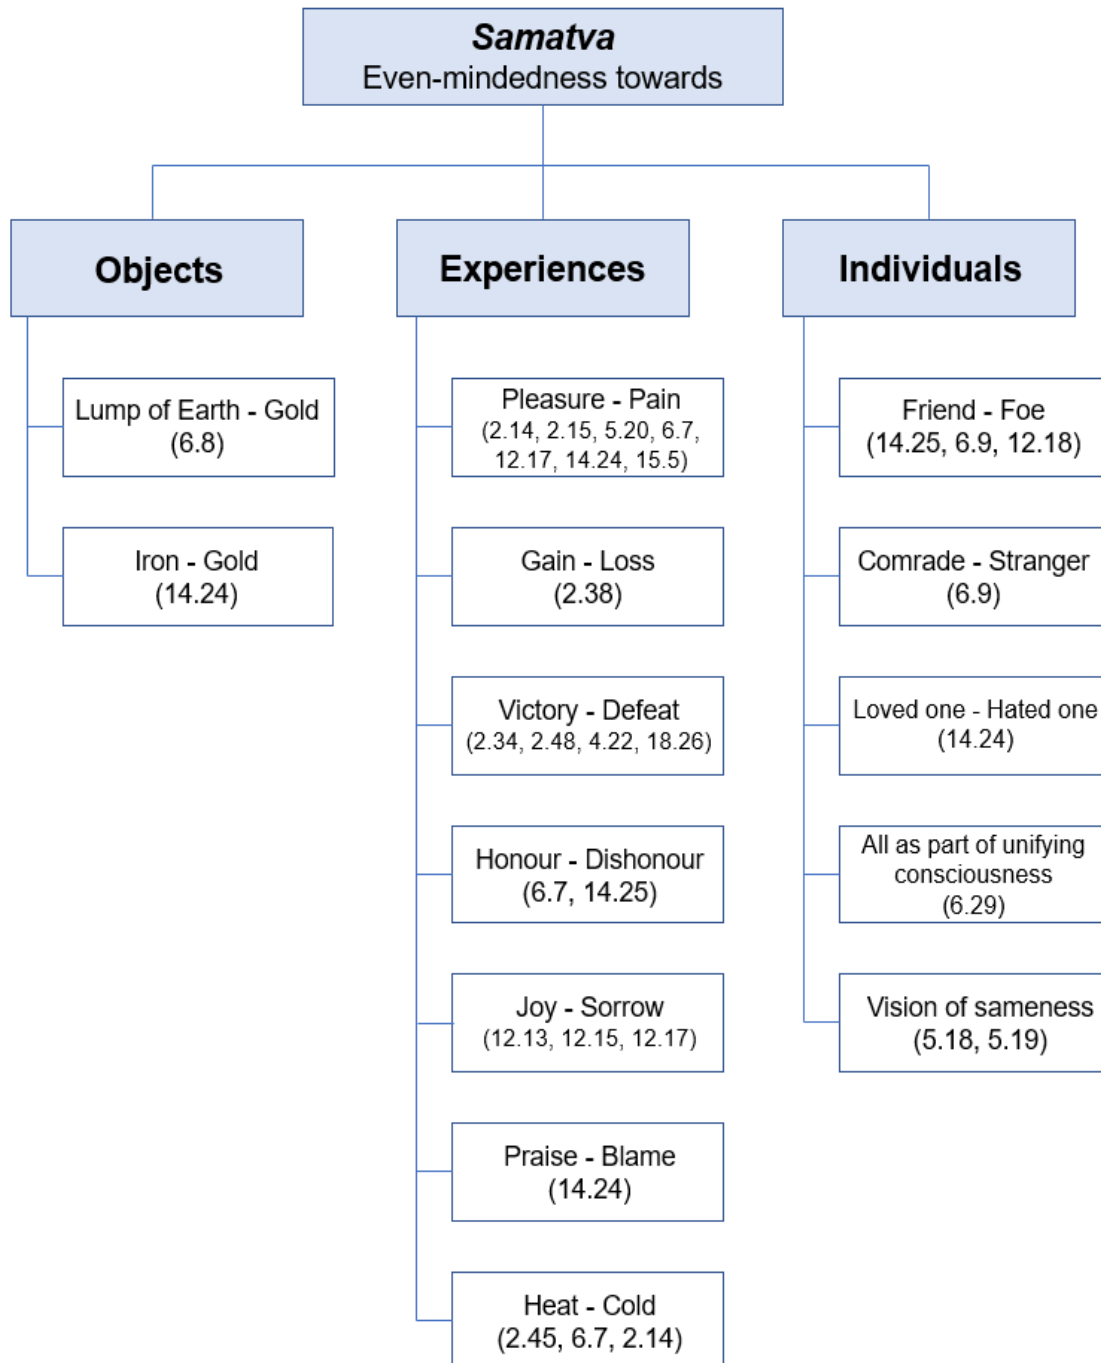 Samatva
Even-mindedness towards
Objects
Lump of Earth - Gold
(6.8)
Iron - Gold
(14.24)
Experiences
Pleasure - Pain
(2.14, 2.15, 5.20, 6.7,
12.17, 14.24, 15.5)
Gain - Loss
(2.38)
Victory - Defeat
(2.34, 2.48, 4.22, 18.26)
Honour - Dishonour
(6.7, 14.25)
Joy - Sorrow
(12.13, 12.15, 12.17)
Praise - Blame
(14.24)
Heat - Cold
(2.45, 6.7, 2.14)
Individuals
Friend - Foe
(14.25, 6.9, 12.18)
Comrade - Stranger
(6.9)
Loved one - Hated one
(14.24)
All as part of unifying
consciousness
(6.29)
Vision of sameness
(5.18, 5.19)